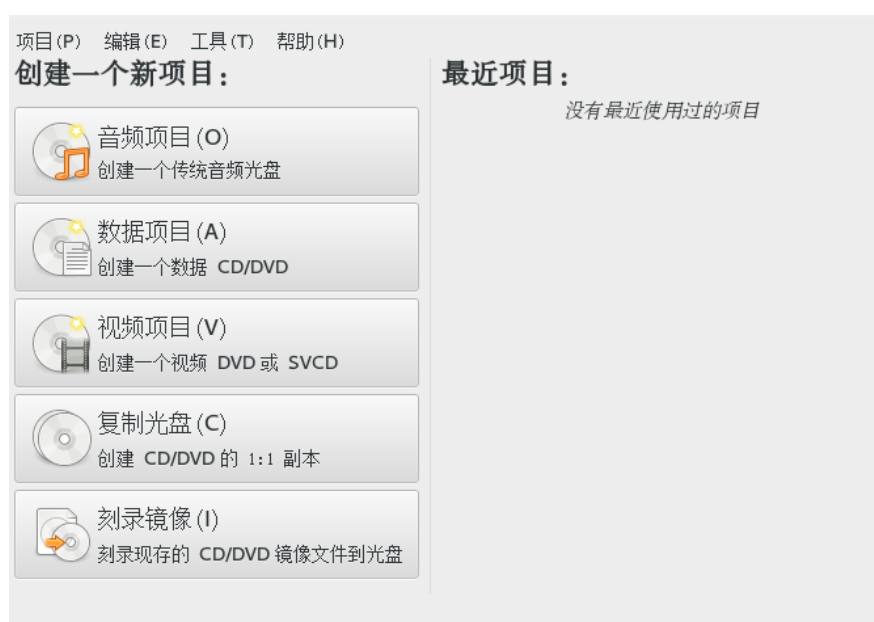 项目(P) 编辑(E) 工具(T) 帮助(H)
创建一个新项目：
音频项目(O)
创建一个传统音频光盘
数据项目(A)
创建一个数据 CD/DVD
视频项目(V)
创建一个视频 DVD 或 SVCD
复制光盘(C)
创建 CD/DVD 的 1:1 副本
刻录镜像(I)
刻录现存的 CD/DVD 镜像文件到光盘
最近项目：
没有最近使用过的项目